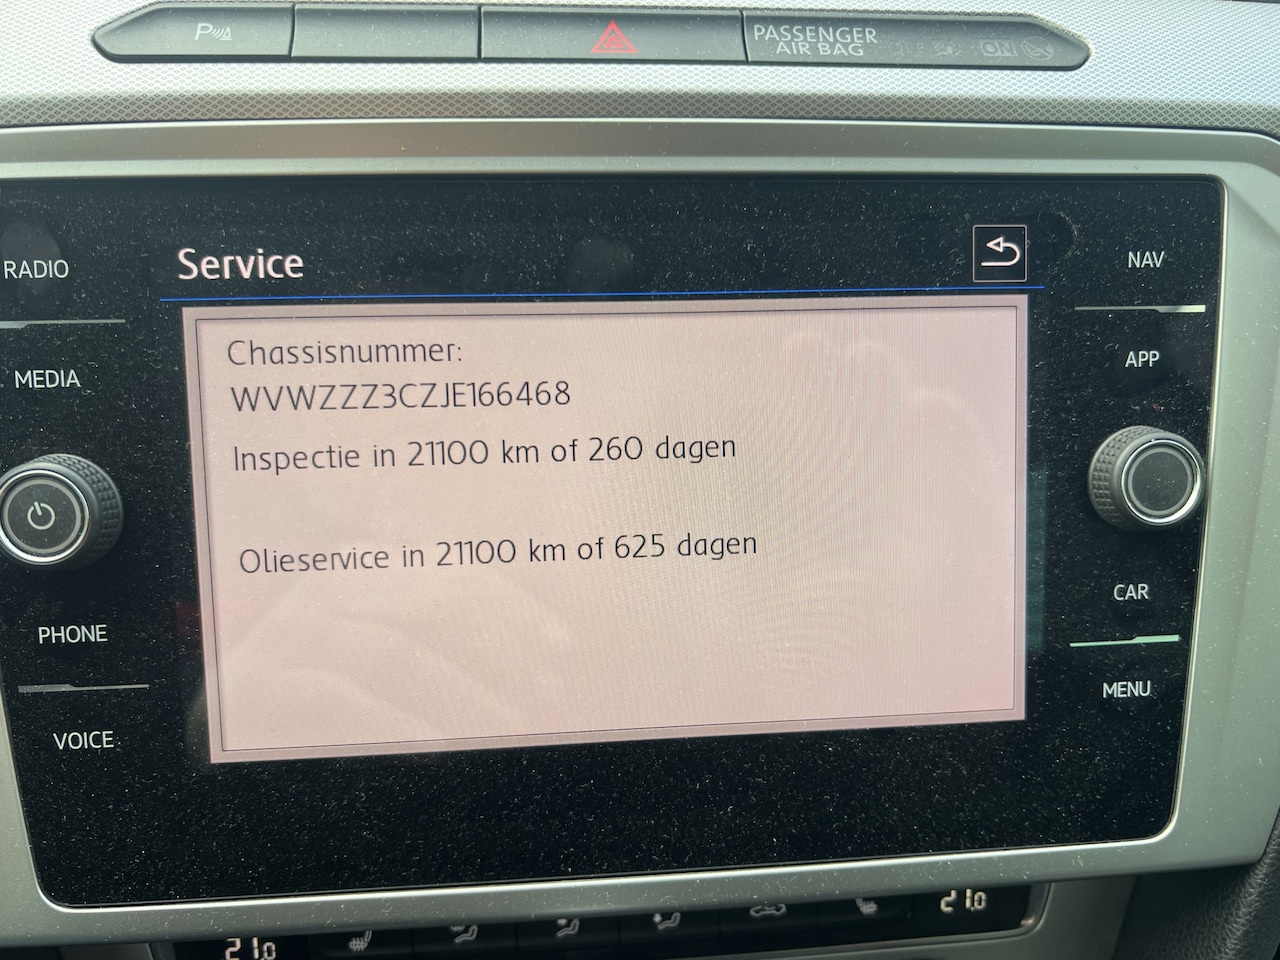 P
PASSENGER
AIR BAG
ON
Service
RADIO
NAV
MEDIA
APP
Chassisnummer:
WVWZZZ3CZJE166468
Inspectie in 21100 km of 260 dagen
Olieservice in 21100 km of 625 dagen
PHONE
CAR
VOICE
MENU
21.0
21.0